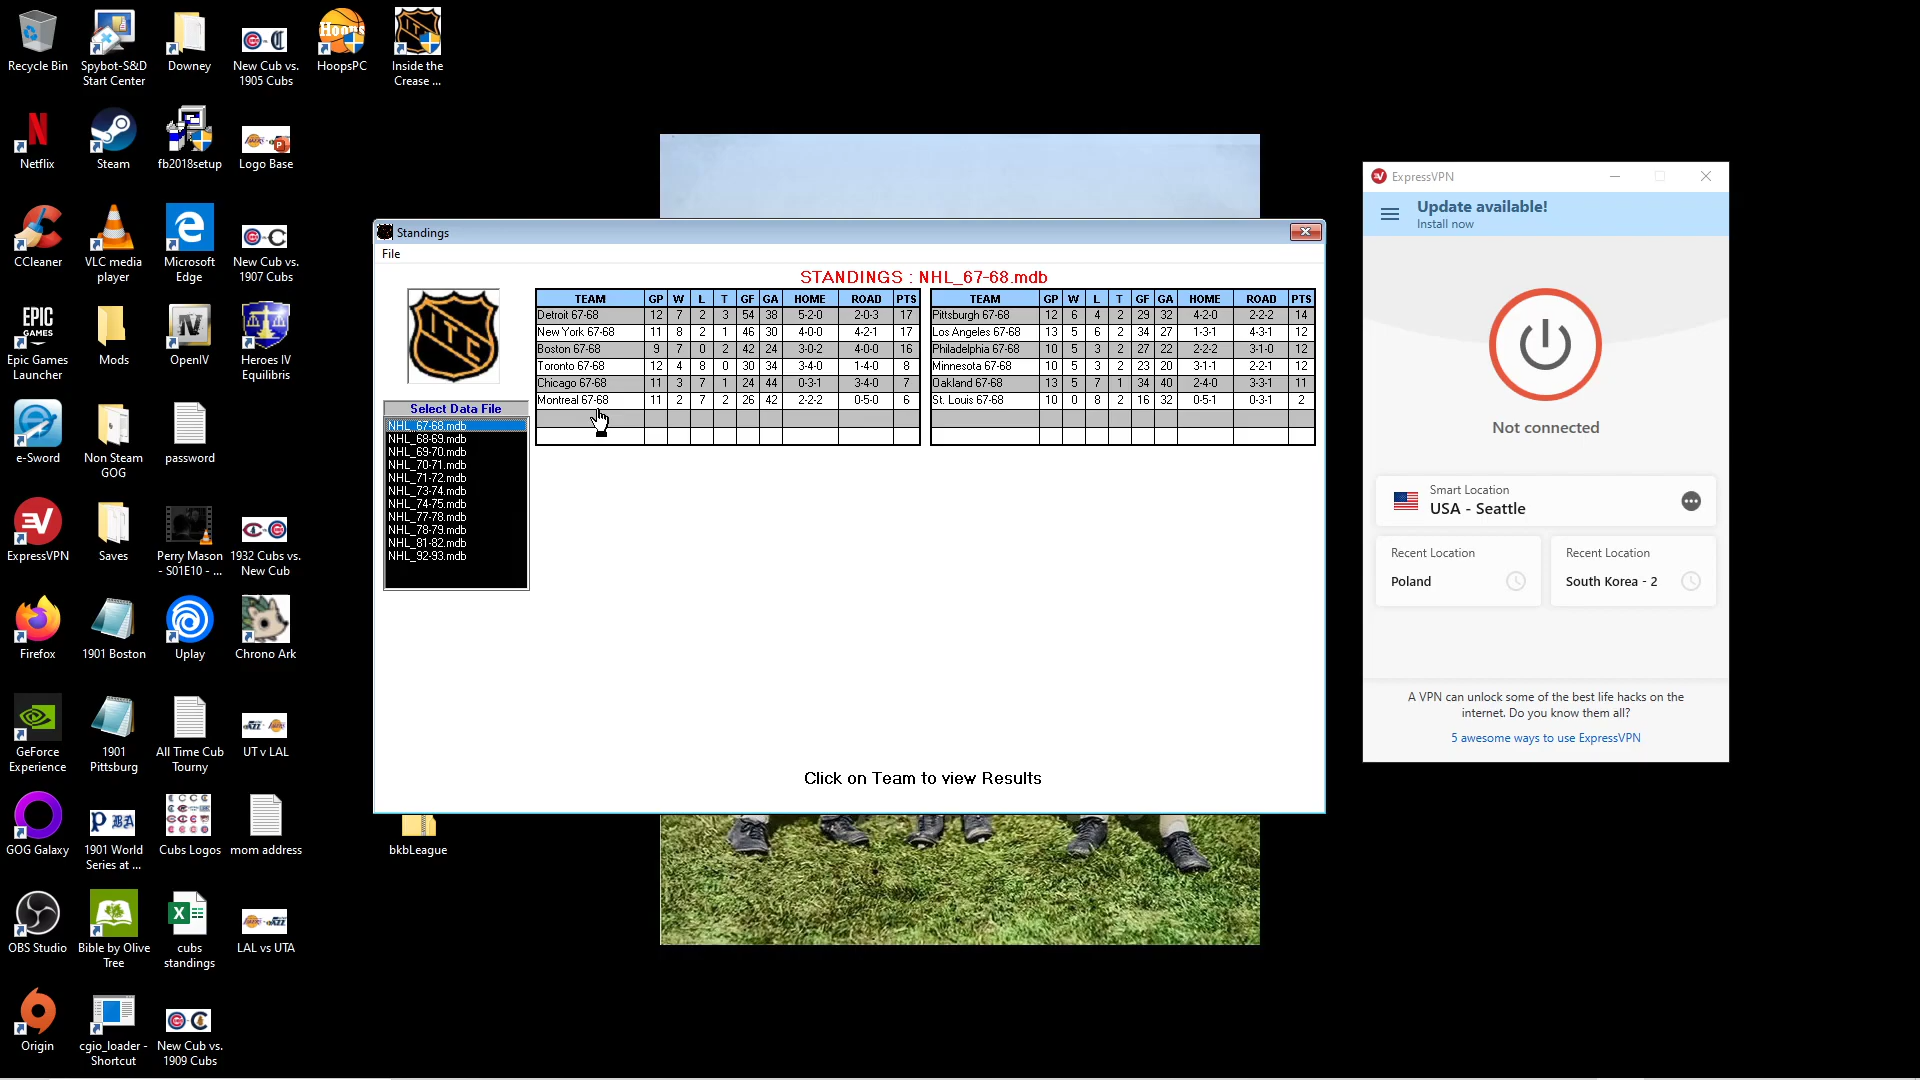 Recycle Bin
Spybot-S&D
Start Center
Downey
New Cub vs.
1905 Cubs
HoopsPC
Inside the
Crease ...
Netflix
Steam
fb2018setup
Logo Base
CCleaner
VLC media
player
Microsoft
Edge
New Cub vs.
1907 Cubs
Epic Games
Launcher
Mods
OpenIV
Heroes IV
Equilibris
e-Sword
Non Steam
GOG
password
ExpressVPN
Saves
Perry Mason
- S01E10 - ...
1932 Cubs vs.
New Cub
Firefox
1901 Boston
Uplay
Chrono Ark
GeForce
Experience
1901
Pittsburg
All Time Cub
Tourny
UT v LAL
GOG Galaxy
1901 World
Series at ...
Cubs Logos
mom address
bkbLeague
OBS Studio
Bible by Olive
Tree
cubs
standings
LAL vs UTA
Origin
cgio_loader -
Shortcut
New Cub vs.
1909 Cubs
Standings
File
STANDINGS : NHL_67-68.mdb
ITC
Select Data File
NHL_67-68.mdb
NHL_68-69.mdb
NHL_69-70.mdb
NHL_70-71.mdb
NHL_71-72.mdb
NHL_73-74.mdb
NHL_74-75.mdb
NHL_77-78.mdb
NHL_78-79.mdb
NHL_81-82.mdb
NHL_92-93.mdb
TEAM GP W L T GF GA HOME ROAD PTS
Detroit 67-68 12 7 2 3 54 38 5-2-0 2-0-3 17
New York 67-68 11 8 2 1 46 30 4-0-0 4-2-1 17
Boston 67-68 9 7 0 2 42 24 3-0-2 4-0-0 16
Toronto 67-68 12 4 8 0 30 34 3-4-0 1-4-0 8
Chicago 67-68 11 3 7 1 24 44 0-3-1 3-4-0 7
Montreal 67-68 11 2 7 2 26 42 2-2-2 0-5-0 6
TEAM GP W L T GF GA HOME ROAD PTS
Pittsburgh 67-68 12 6 4 2 29 32 4-2-0 2-2-2 14
Los Angeles 67-68 13 5 6 2 34 27 1-3-1 4-3-1 12
Philadelphia 67-68 10 5 3 2 27 22 2-2-2 3-1-0 12
Minnesota 67-68 10 5 3 2 23 20 3-1-1 2-2-1 12
Oakland 67-68 13 5 7 1 34 40 2-4-0 3-3-1 11
St. Louis 67-68 10 0 8 2 16 32 0-5-1 0-3-1 2
Click on Team to view Results
ExpressVPN
Update available!
Install now
Not connected
Smart Location
USA - Seattle
Recent Location
Poland
Recent Location
South Korea - 2
A VPN can unlock some of the best life hacks on the
internet. Do you know them all?
5 awesome ways to use ExpressVPN